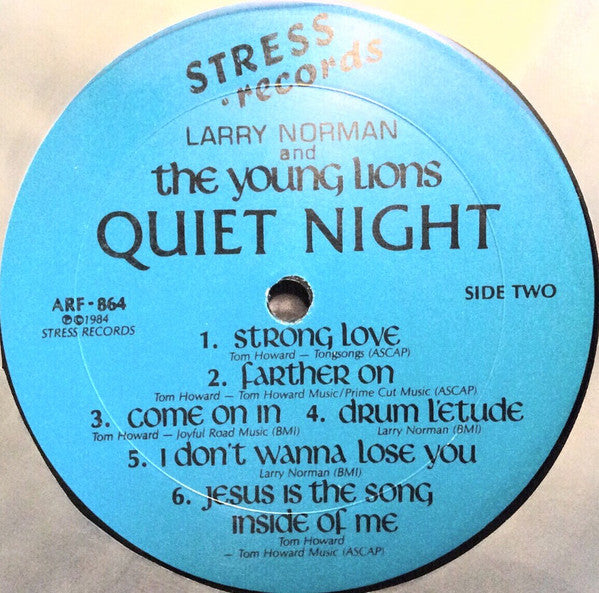 STRESS
records
LARRY NORMAN
and
the young lions
QUIET NIGHT
ARF-864
℗©1984
STRESS RECORDS
SIDE TWO
1. strong love
Tom Howard — Tongsongs (ASCAP)
2. farther on
Tom Howard — Tom Howard Music/Prime Cut Music (ASCAP)
3. come on in 4. drum l'etude
Tom Howard — Joyful Road Music (BMI) Larry Norman (BMI)
5. I don't wanna lose you
Larry Norman (BMI)
6. jesus is the song
inside of me
Tom Howard
— Tom Howard Music (ASCAP)